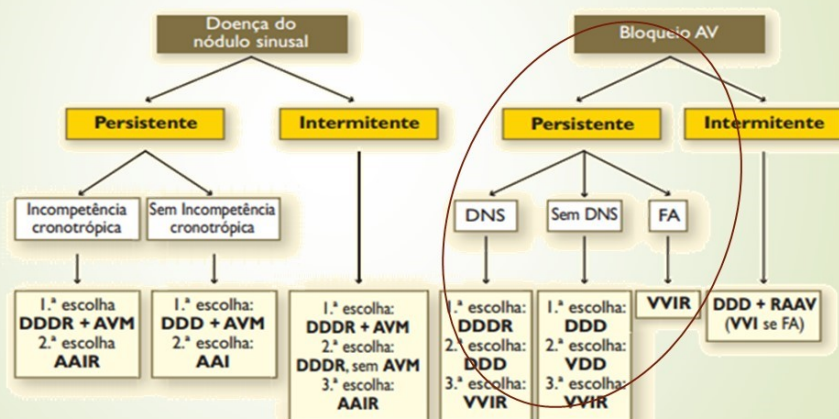 Doença do
nódulo sinusal
Bloqueio AV
Persistente
Intermitente
Persistente
Intermitente
Incompetência
cronotrópica
Sem Incompetência
cronotrópica
DNS
Sem DNS
FA
1.ª escolha
DDDR + AVM
2.ª escolha
AAIR
1.ª escolha:
DDD + AVM
2.ª escolha:
AAI
1.ª escolha:
DDDR + AVM
2.ª escolha:
DDDR, sem AVM
3.ª escolha:
AAIR
1.ª escolha:
DDDR
2.ª escolha:
DDD
3.ª escolha:
VVIR
1.ª escolha:
DDD
2.ª escolha:
VDD
3.ª escolha:
VVIR
VVIR
DDD + RAAV
(VVI se FA)